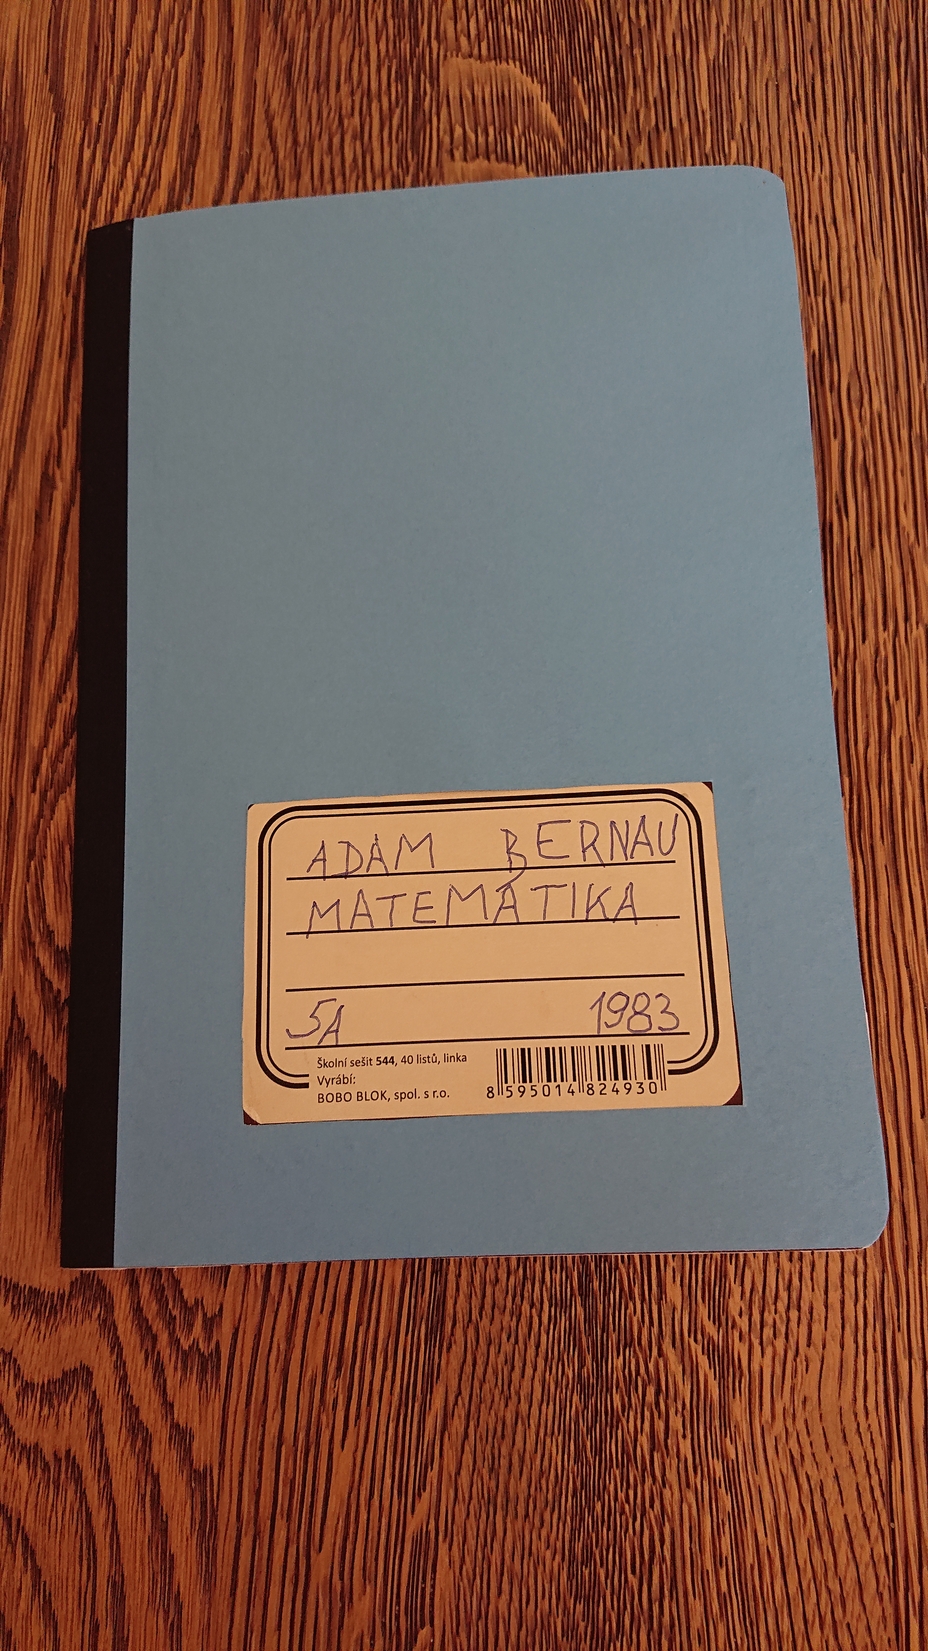 ADAM BERNAU
MATEMATIKA
5A 1983
Školní sešit 544, 40 listů, linka
Vyrábí:
BOBO BLOK, spol. s r.o.
8 595014 824930